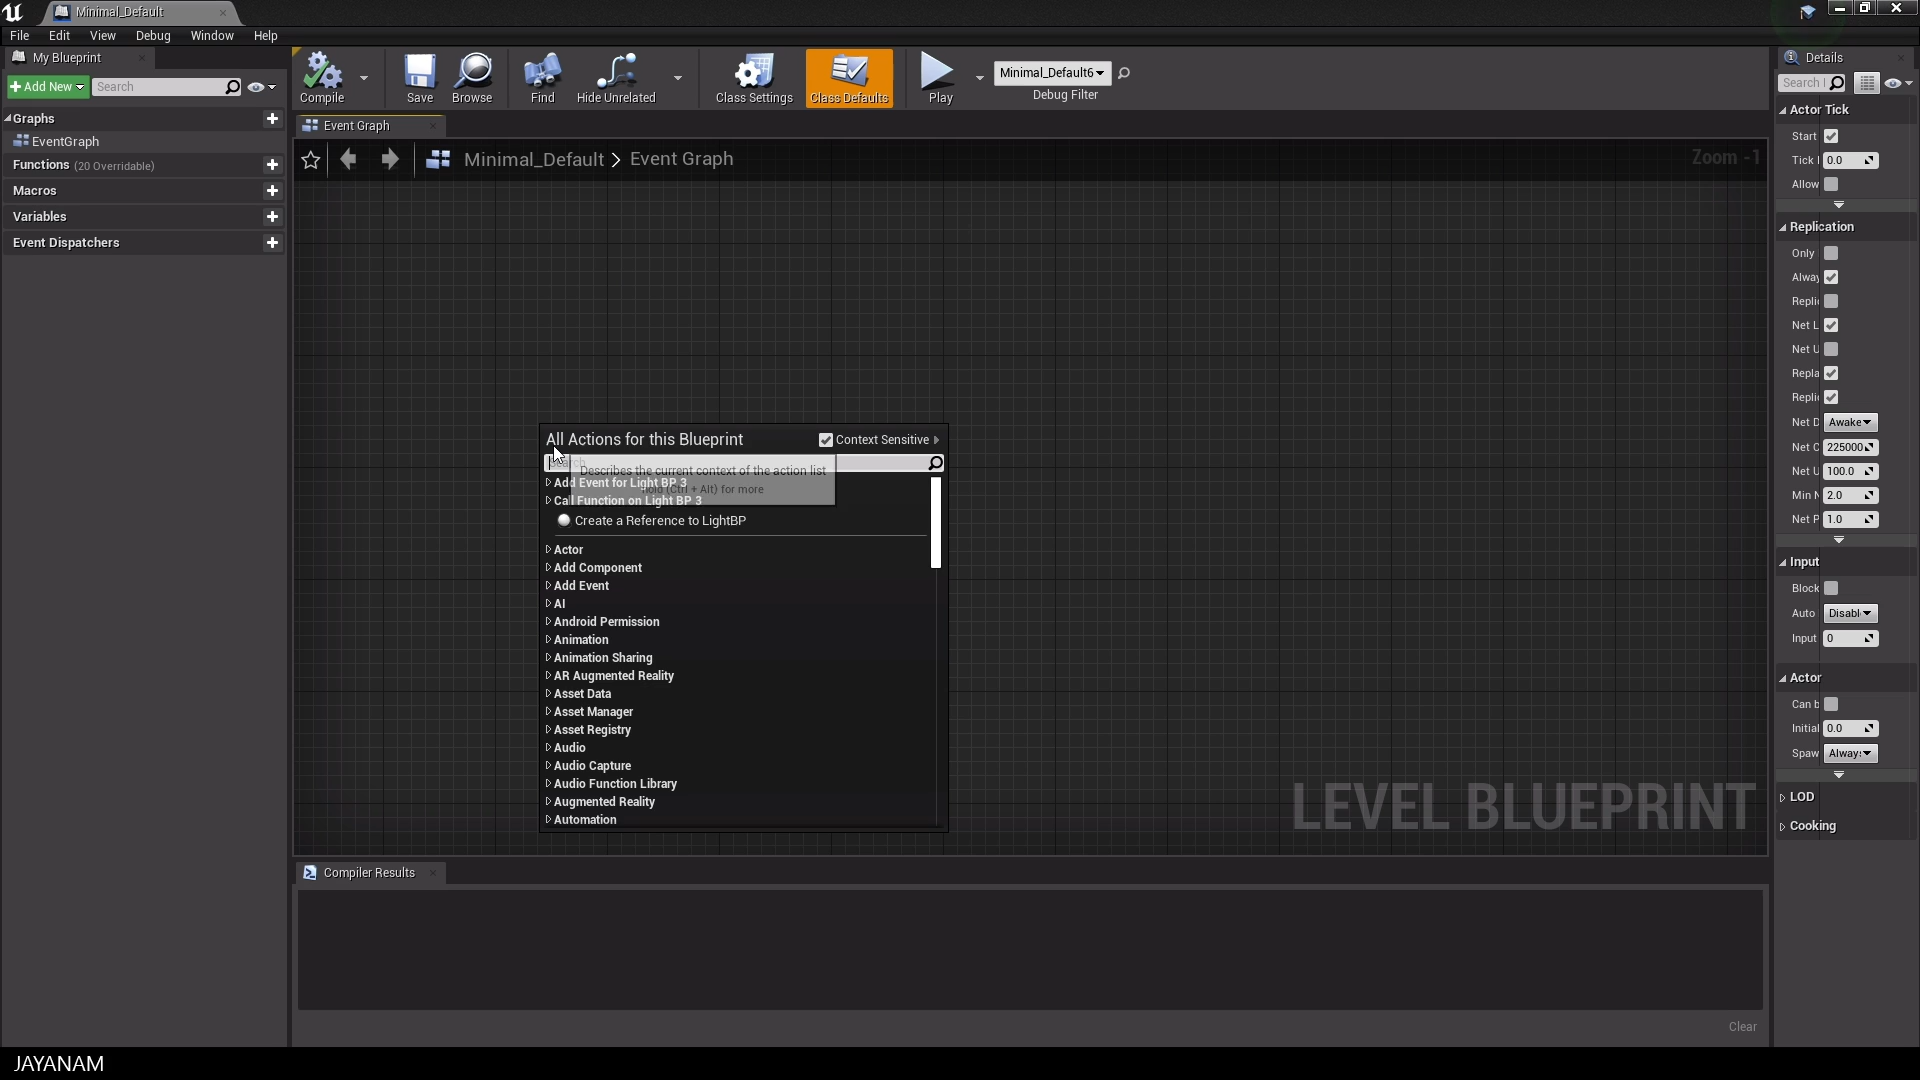 Minimal_Default
File Edit View Debug Window Help
My Blueprint
Add New
Search
Graphs
EventGraph
Functions (20 Overridable)
Macros
Variables
Event Dispatchers
Compile
Save
Browse
Find
Hide Unrelated
Class Settings
Class Defaults
Play
Minimal_Default6
Debug Filter
Event Graph
Minimal_Default > Event Graph
Zoom -1
All Actions for this Blueprint
Context Sensitive
Describes the current context of the action list
hold (Ctrl + Alt) for more
Add Event for Light BP 3
Call Function on Light BP 3
Create a Reference to LightBP
Actor
Add Component
Add Event
AI
Android Permission
Animation
Animation Sharing
AR Augmented Reality
Asset Data
Asset Manager
Asset Registry
Audio
Audio Capture
Audio Function Library
Augmented Reality
Automation
LEVEL BLUEPRINT
Compiler Results
Clear
Details
Search
Actor Tick
Start
Tick I 0.0
Allow
Replication
Only
Alway
Repli
Net L
Net U
Repla
Repli
Net D Awake
Net C 225000
Net U 100.0
Min N 2.0
Net P 1.0
Input
Block
Auto Disabl
Input 0
Actor
Can b
Initial 0.0
Spaw Always
LOD
Cooking
JAYANAM